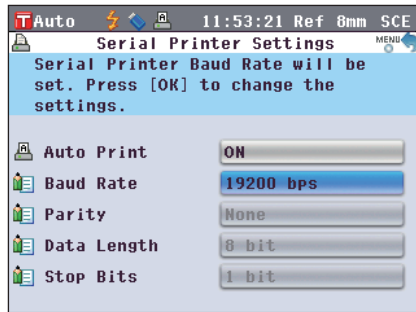 TAuto A 11:53:21 Ref 8mm SCE
A Serial Printer Settings MENU
Serial Printer Baud Rate will be
set. Press [OK] to change the
settings.
A Auto Print ON
Baud Rate 19200 bps
Parity None
Data Length 8 bit
Stop Bits 1 bit